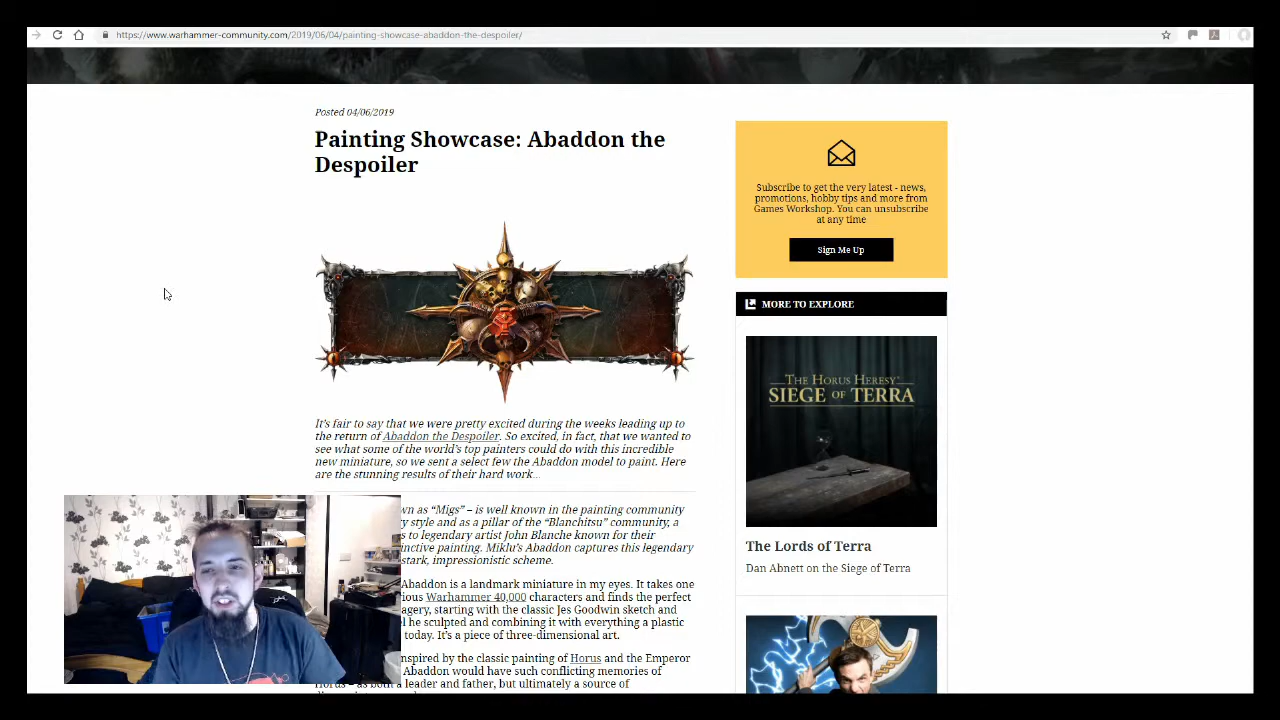 https://www.warhammer-community.com/2019/06/04/painting-showcase-abaddon-the-despoiler/
Posted 04/06/2019
Painting Showcase: Abaddon the
Despoiler
It's fair to say that we were pretty excited during the weeks leading up to
the return of Abaddon the Despoiler. So excited, in fact, that we wanted to
see what some of the world's top painters could do with this incredible
new miniature, so we sent a select few the Abaddon model to paint. Here
are the stunning results of their hard work…
wn as “Migs” – is well known in the painting community
y style and as a pillar of the “Blanchitsu” community, a
s to legendary artist John Blanche known for their
inctive painting. Miklu's Abaddon captures this legendary
stark, impressionistic scheme.
Abaddon is a landmark miniature in my eyes. It takes one
ious Warhammer 40,000 characters and finds the perfect
agery, starting with the classic Jes Goodwin sketch and
el he sculpted and combining it with everything a plastic
today. It's a piece of three-dimensional art.
nspired by the classic painting of Horus and the Emperor
Abaddon would have such conflicting memories of
– as both a leader and father, but ultimately a source of
Subscribe to get the very latest - news,
promotions, hobby tips and more from
Games Workshop. You can unsubscribe
at any time
Sign Me Up
MORE TO EXPLORE
THE HORUS HERESY
SIEGE OF TERRA
The Lords of Terra
Dan Abnett on the Siege of Terra